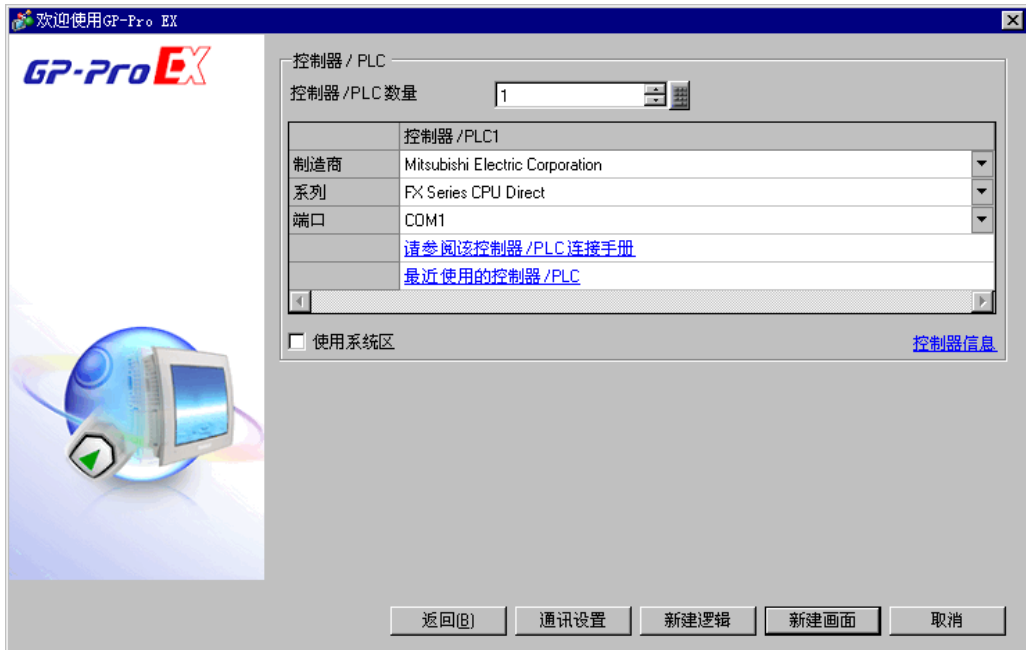 欢迎使用GP-Pro EX
GP-Pro EX
控制器 / PLC
控制器 /PLC 数量 1
控制器 /PLC1
制造商 Mitsubishi Electric Corporation
系列 FX Series CPU Direct
端口 COM1
请参阅该控制器 /PLC 连接手册
最近使用的控制器 /PLC
使用系统区 控制器信息
返回(B) 通讯设置 新建逻辑 新建画面 取消